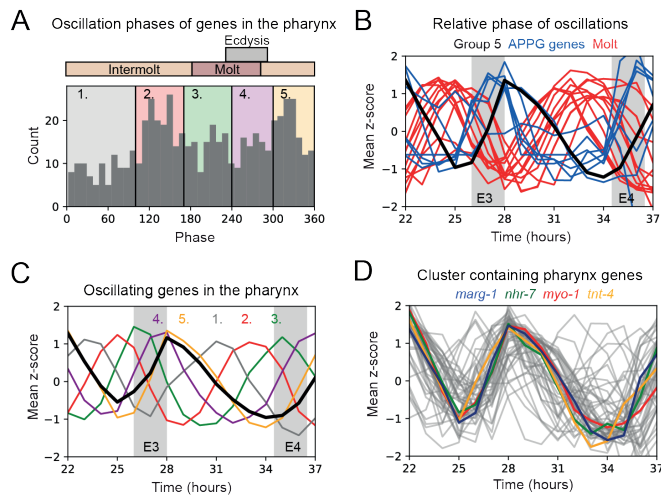 A
Oscillation phases of genes in the pharynx
Ecdysis
Intermolt
Molt
1.
2.
3.
4.
5.
Count
20
10
0
0
60
120
180
240
300
360
Phase
B
Relative phase of oscillations
Group 5 APPG genes Molt
Mean z-score
2
1
0
−1
−2
E3
E4
22
25
28
31
34
37
Time (hours)
C
Oscillating genes in the pharynx
4.
5.
1.
2.
3.
Mean z-score
2
1
0
−1
−2
E3
E4
22
25
28
31
34
37
Time (hours)
D
Cluster containing pharynx genes
marg-1 nhr-7 myo-1 tnt-4
Mean z-score
2
1
0
−1
−2
22
25
28
31
34
37
Time (hours)